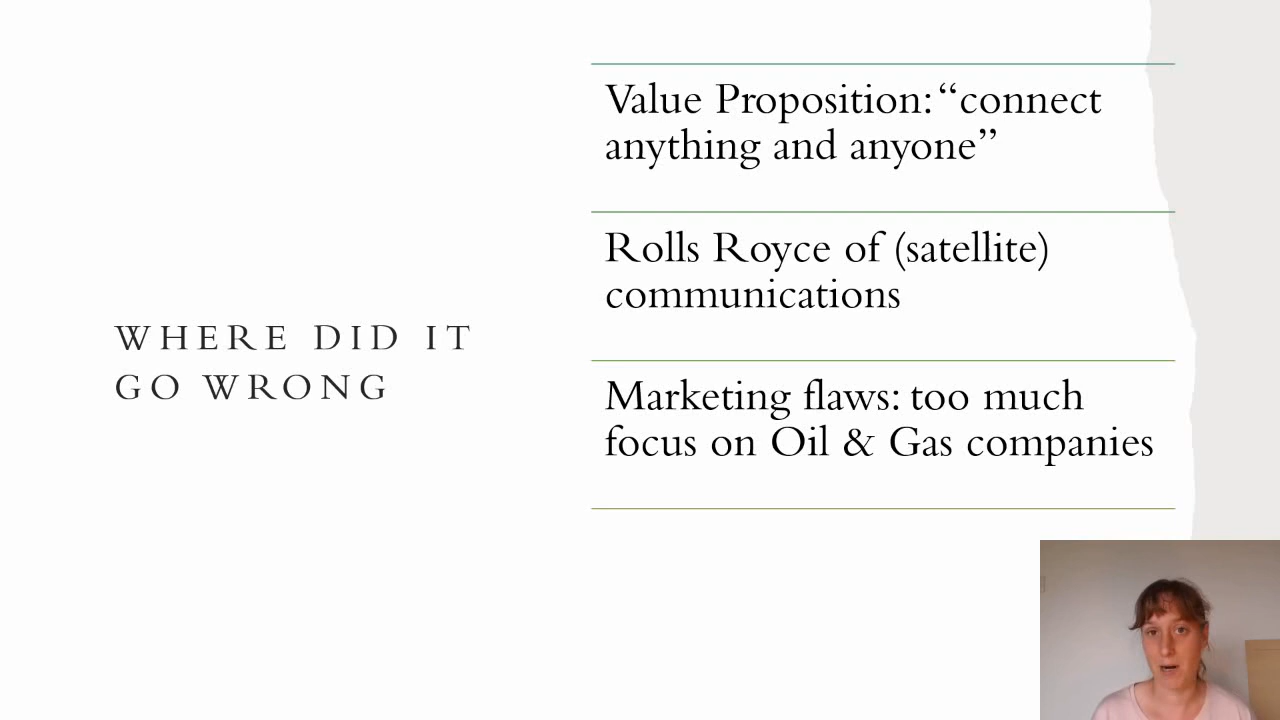 WHERE DID IT
GO WRONG
Value Proposition: “connect
anything and anyone”
Rolls Royce of (satellite)
communications
Marketing flaws: too much
focus on Oil & Gas companies